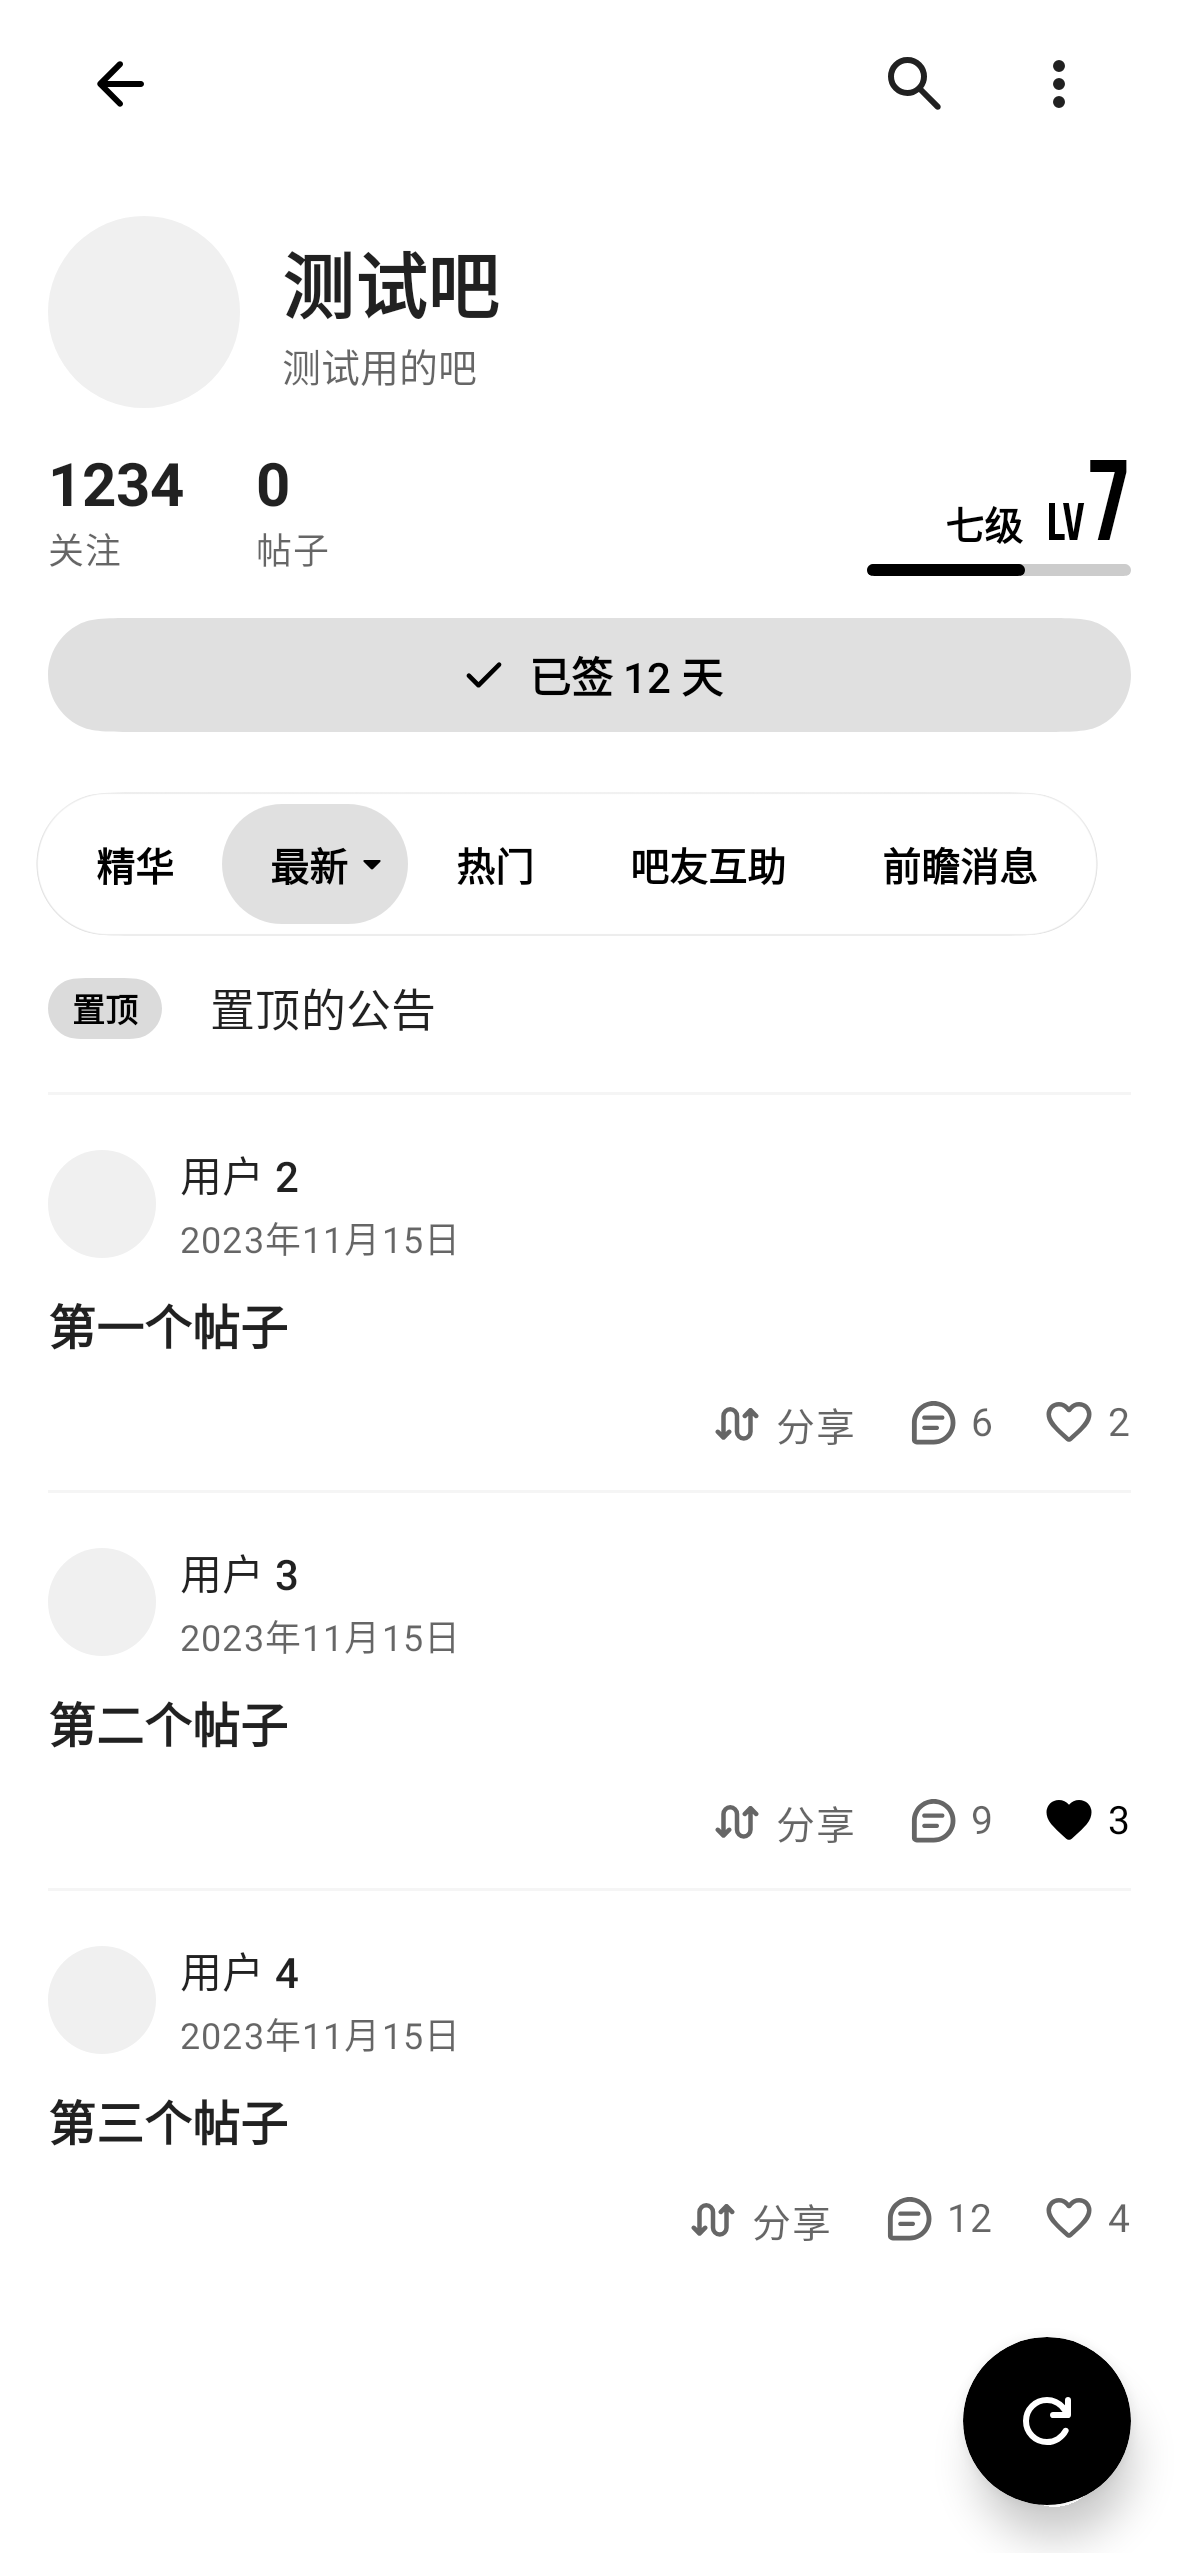 测试吧
测试用的吧
1234 0
关注 帖子
七级 LV7
已签 12 天
精华 最新 热门 吧友互助 前瞻消息
置顶 置顶的公告
用户 2
2023年11月15日
第一个帖子
分享 6 2
用户 3
2023年11月15日
第二个帖子
分享 9 3
用户 4
2023年11月15日
第三个帖子
分享 12 4